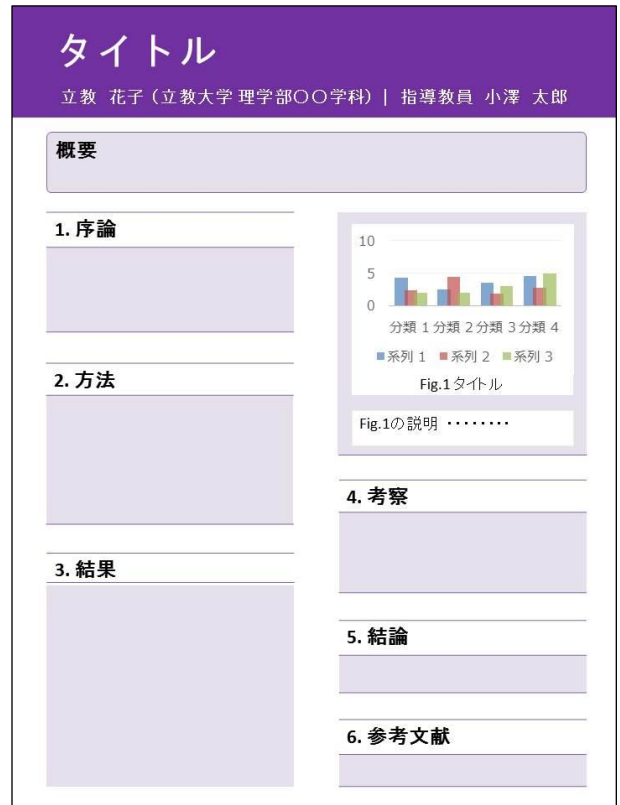 タイトル
立教 花子（立教大学 理学部〇〇学科）| 指導教員 小澤 太郎
概要
1. 序論
2. 方法
3. 結果
10
5
0
分類 1 分類 2 分類 3 分類 4
系列 1 系列 2 系列 3
Fig.1 タイトル
Fig.1の説明 ・・・・・・・・
4. 考察
5. 結論
6. 参考文献